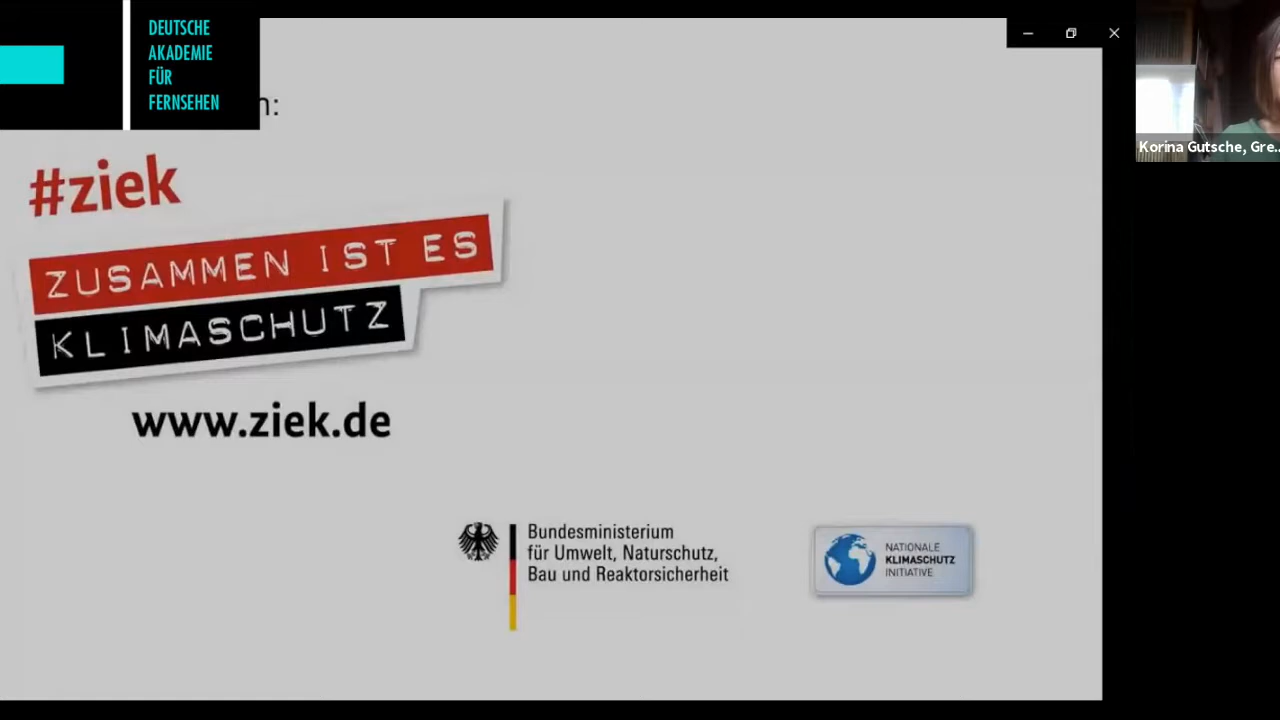 DEUTSCHE
AKADEMIE
FÜR
FERNSEHEN
Korina Gutsche, Gre...
#ziek
ZUSAMMEN IST ES
KLIMASCHUTZ
www.ziek.de
Bundesministerium
für Umwelt, Naturschutz,
Bau und Reaktorsicherheit
NATIONALE
KLIMASCHUTZ
INITIATIVE